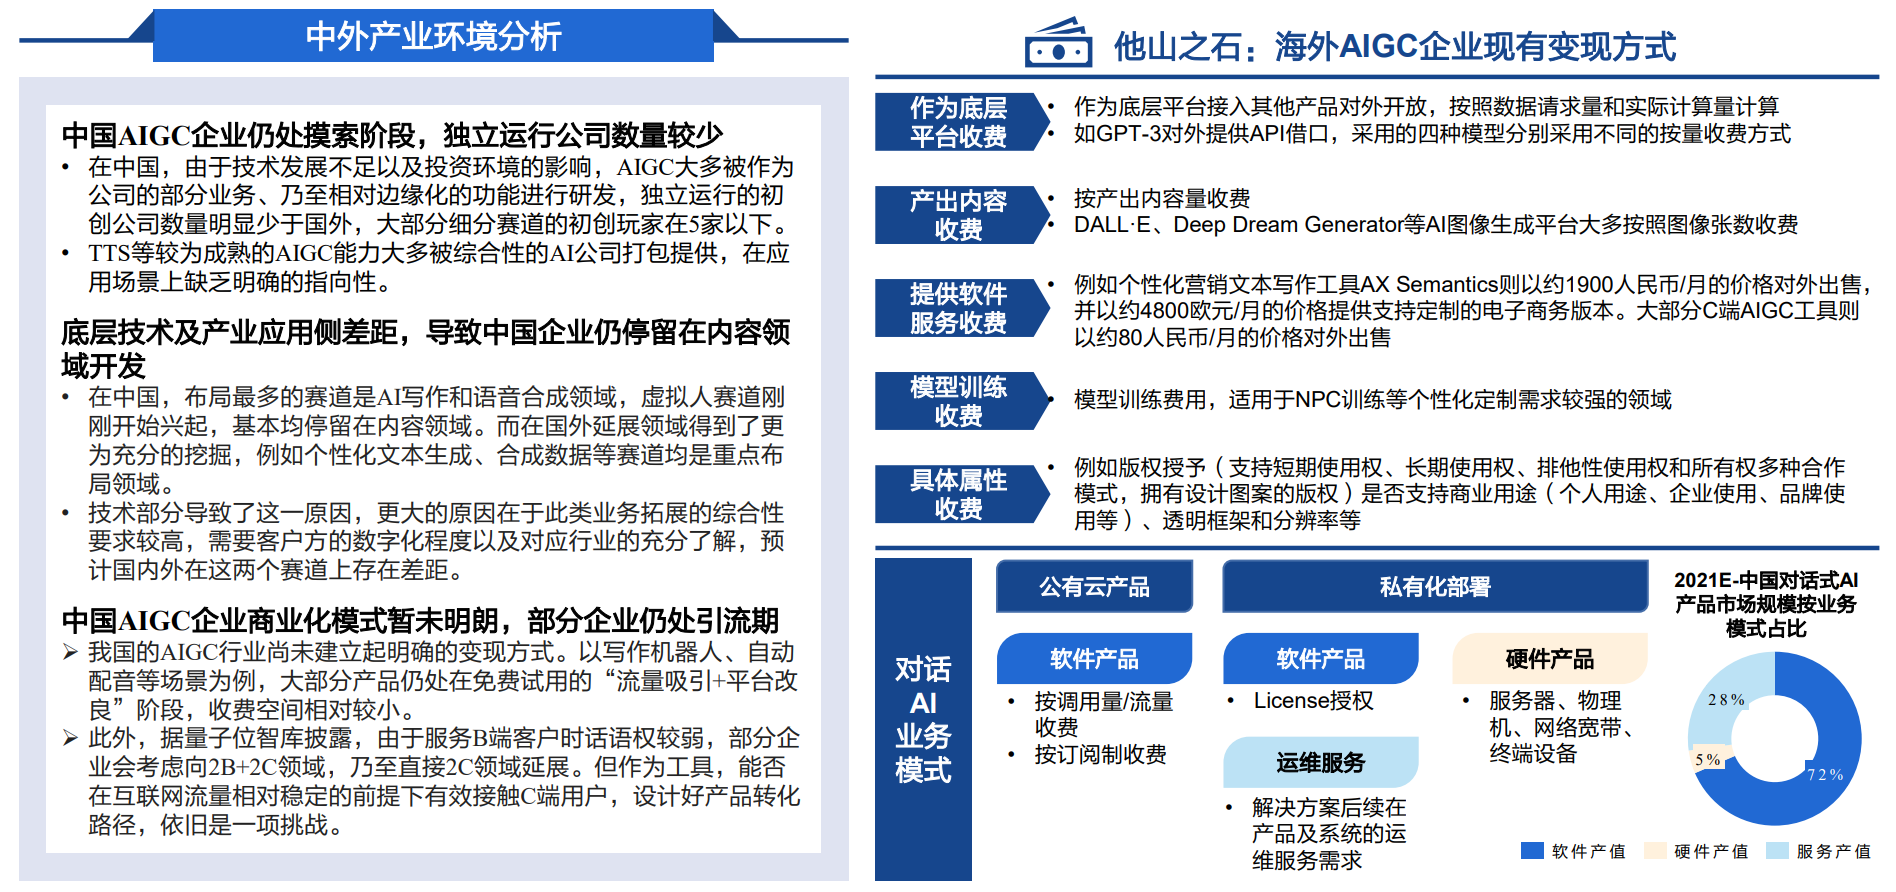 中外产业环境分析
中国AIGC企业仍处摸索阶段，独立运行公司数量较少
• 在中国，由于技术发展不足以及投资环境的影响，AIGC大多被作为
公司的部分业务、乃至相对边缘化的功能进行研发，独立运行的初
创公司数量明显少于国外，大部分细分赛道的初创玩家在5家以下。
• TTS等较为成熟的AIGC能力大多被综合性的AI公司打包提供，在应
用场景上缺乏明确的指向性。
底层技术及产业应用侧差距，导致中国企业仍停留在内容领
域开发
• 在中国，布局最多的赛道是AI写作和语音合成领域，虚拟人赛道刚
刚开始兴起，基本均停留在内容领域。而在国外延展领域得到了更
为充分的挖掘，例如个性化文本生成、合成数据等赛道均是重点布
局领域。
• 技术部分导致了这一原因，更大的原因在于此类业务拓展的综合性
要求较高，需要客户方的数字化程度以及对应行业的充分了解，预
计国内外在这两个赛道上存在差距。
中国AIGC企业商业化模式暂未明朗，部分企业仍处引流期
➢ 我国的AIGC行业尚未建立起明确的变现方式。以写作机器人、自动
配音等场景为例，大部分产品仍处在免费试用的“流量吸引+平台改
良”阶段，收费空间相对较小。
➢ 此外，据量子位智库披露，由于服务B端客户时话语权较弱，部分企
业会考虑向2B+2C领域，乃至直接2C领域延展。但作为工具，能否
在互联网流量相对稳定的前提下有效接触C端用户，设计好产品转化
路径，依旧是一项挑战。
他山之石：海外AIGC企业现有变现方式
作为底层
平台收费
• 作为底层平台接入其他产品对外开放，按照数据请求量和实际计算量计算
• 如GPT-3对外提供API借口，采用的四种模型分别采用不同的按量收费方式
产出内容
收费
• 按产出内容量收费
• DALL·E、Deep Dream Generator等AI图像生成平台大多按照图像张数收费
提供软件
服务收费
• 例如个性化营销文本写作工具AX Semantics则以约1900人民币/月的价格对外出售，
并以约4800欧元/月的价格提供支持定制的电子商务版本。大部分C端AIGC工具则
以约80人民币/月的价格对外出售
模型训练
收费
• 模型训练费用，适用于NPC训练等个性化定制需求较强的领域
具体属性
收费
• 例如版权授予（支持短期使用权、长期使用权、排他性使用权和所有权多种合作
模式，拥有设计图案的版权）是否支持商业用途（个人用途、企业使用、品牌使
用等）、透明框架和分辨率等
对话
AI
业务
模式
公有云产品
软件产品
• 按调用量/流量
收费
• 按订阅制收费
私有化部署
软件产品
• License授权
运维服务
• 解决方案后续在
产品及系统的运
维服务需求
硬件产品
• 服务器、物理
机、网络宽带、
终端设备
2021E-中国对话式AI
产品市场规模按业务
模式占比
28%
5%
72%
软件产值 硬件产值 服务产值